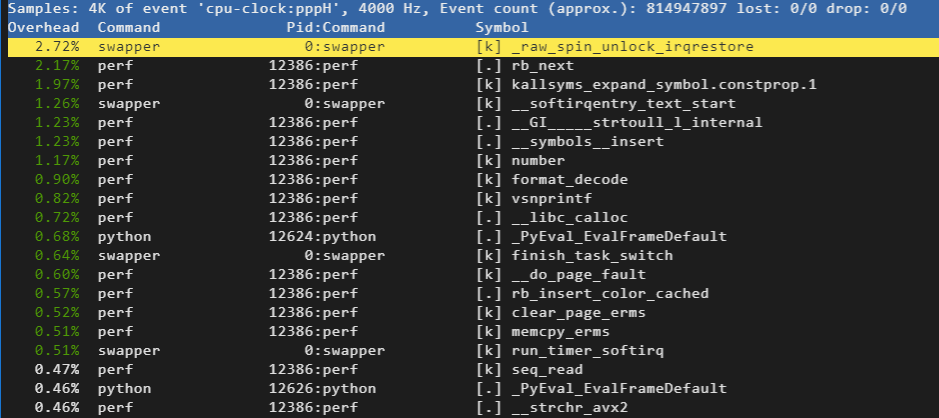 Samples: 4K of event 'cpu-clock:pppH', 4000 Hz, Event count (approx.): 814947897 lost: 0/0 drop: 0/0
Overhead  Command  Pid:Command  Symbol
2.72%  swapper  0:swapper  [k] _raw_spin_unlock_irqrestore
2.17%  perf  12386:perf  [.] rb_next
1.97%  perf  12386:perf  [k] kallsyms_expand_symbol.constprop.1
1.26%  swapper  0:swapper  [k] __softirqentry_text_start
1.23%  perf  12386:perf  [.] __GI_____strtoull_l_internal
1.23%  perf  12386:perf  [.] __symbols__insert
1.17%  perf  12386:perf  [k] number
0.90%  perf  12386:perf  [k] format_decode
0.82%  perf  12386:perf  [k] vsnprintf
0.72%  perf  12386:perf  [.] __libc_calloc
0.68%  python  12624:python  [.] _PyEval_EvalFrameDefault
0.64%  swapper  0:swapper  [k] finish_task_switch
0.60%  perf  12386:perf  [k] __do_page_fault
0.57%  perf  12386:perf  [.] rb_insert_color_cached
0.52%  perf  12386:perf  [k] clear_page_erms
0.51%  perf  12386:perf  [k] memcpy_erms
0.51%  swapper  0:swapper  [k] run_timer_softirq
0.47%  perf  12386:perf  [k] seq_read
0.46%  python  12626:python  [.] _PyEval_EvalFrameDefault
0.46%  perf  12386:perf  [.] __strchr_avx2